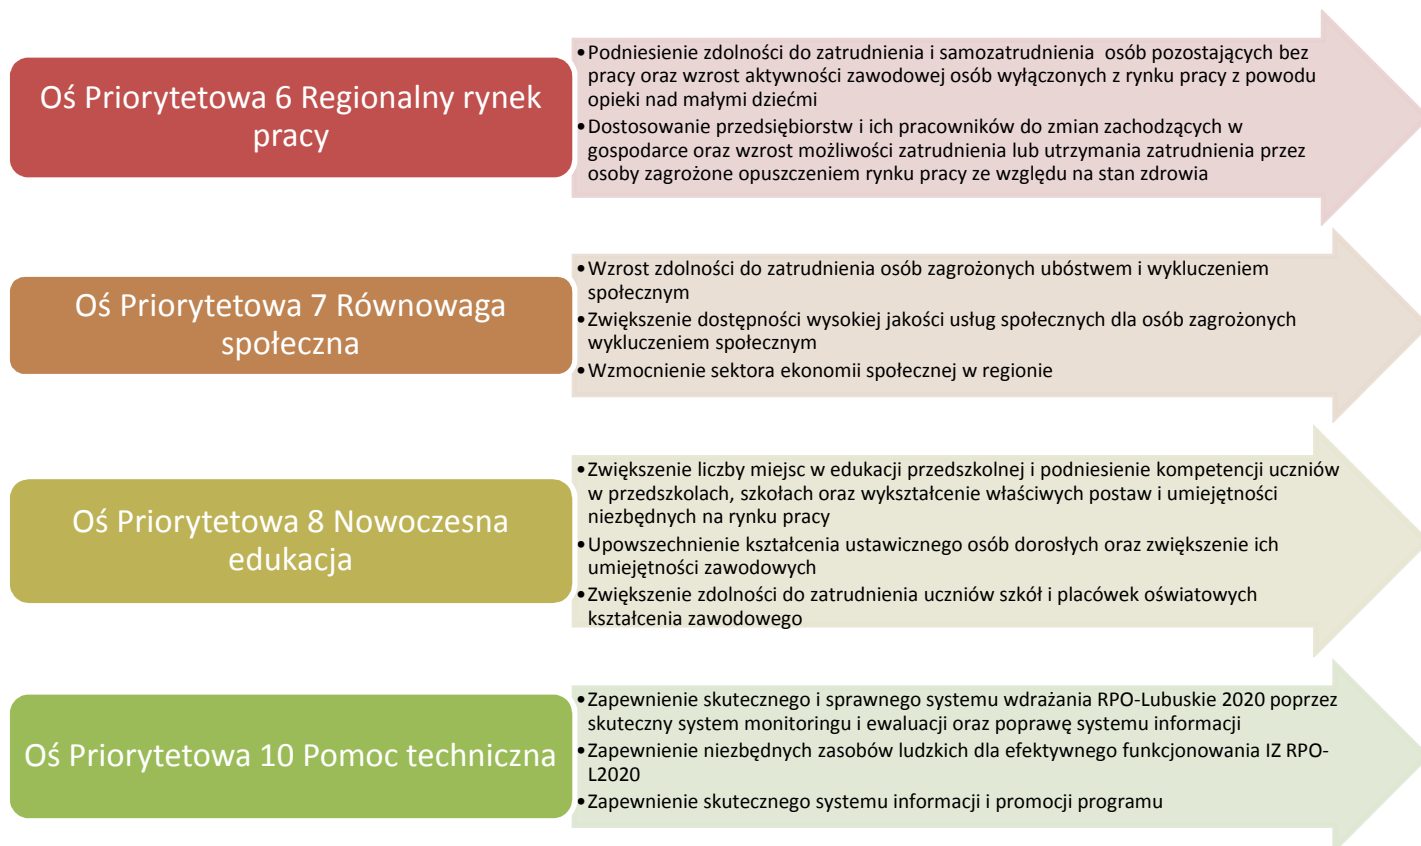 Oś Priorytetowa 6 Regionalny rynek
pracy
•Podniesienie zdolności do zatrudnienia i samozatrudnienia  osób pozostających bez
pracy oraz wzrost aktywności zawodowej osób wyłączonych z rynku pracy z powodu
opieki nad małymi dziećmi
•Dostosowanie przedsiębiorstw i ich pracowników do zmian zachodzących w
gospodarce oraz wzrost możliwości zatrudnienia lub utrzymania zatrudnienia przez
osoby zagrożone opuszczeniem rynku pracy ze względu na stan zdrowia
Oś Priorytetowa 7 Równowaga
społeczna
•Wzrost zdolności do zatrudnienia osób zagrożonych ubóstwem i wykluczeniem
społecznym
•Zwiększenie dostępności wysokiej jakości usług społecznych dla osób zagrożonych
wykluczeniem społecznym
•Wzmocnienie sektora ekonomii społecznej w regionie
Oś Priorytetowa 8 Nowoczesna
edukacja
•Zwiększenie liczby miejsc w edukacji przedszkolnej i podniesienie kompetencji uczniów
w przedszkolach, szkołach oraz wykształcenie właściwych postaw i umiejętności
niezbędnych na rynku pracy
•Upowszechnienie kształcenia ustawicznego osób dorosłych oraz zwiększenie ich
umiejętności zawodowych
•Zwiększenie zdolności do zatrudnienia uczniów szkół i placówek oświatowych
kształcenia zawodowego
Oś Priorytetowa 10 Pomoc techniczna
•Zapewnienie skutecznego i sprawnego systemu wdrażania RPO-Lubuskie 2020 poprzez
skuteczny system monitoringu i ewaluacji oraz poprawę systemu informacji
•Zapewnienie niezbędnych zasobów ludzkich dla efektywnego funkcjonowania IZ RPO-
L2020
•Zapewnienie skutecznego systemu informacji i promocji programu